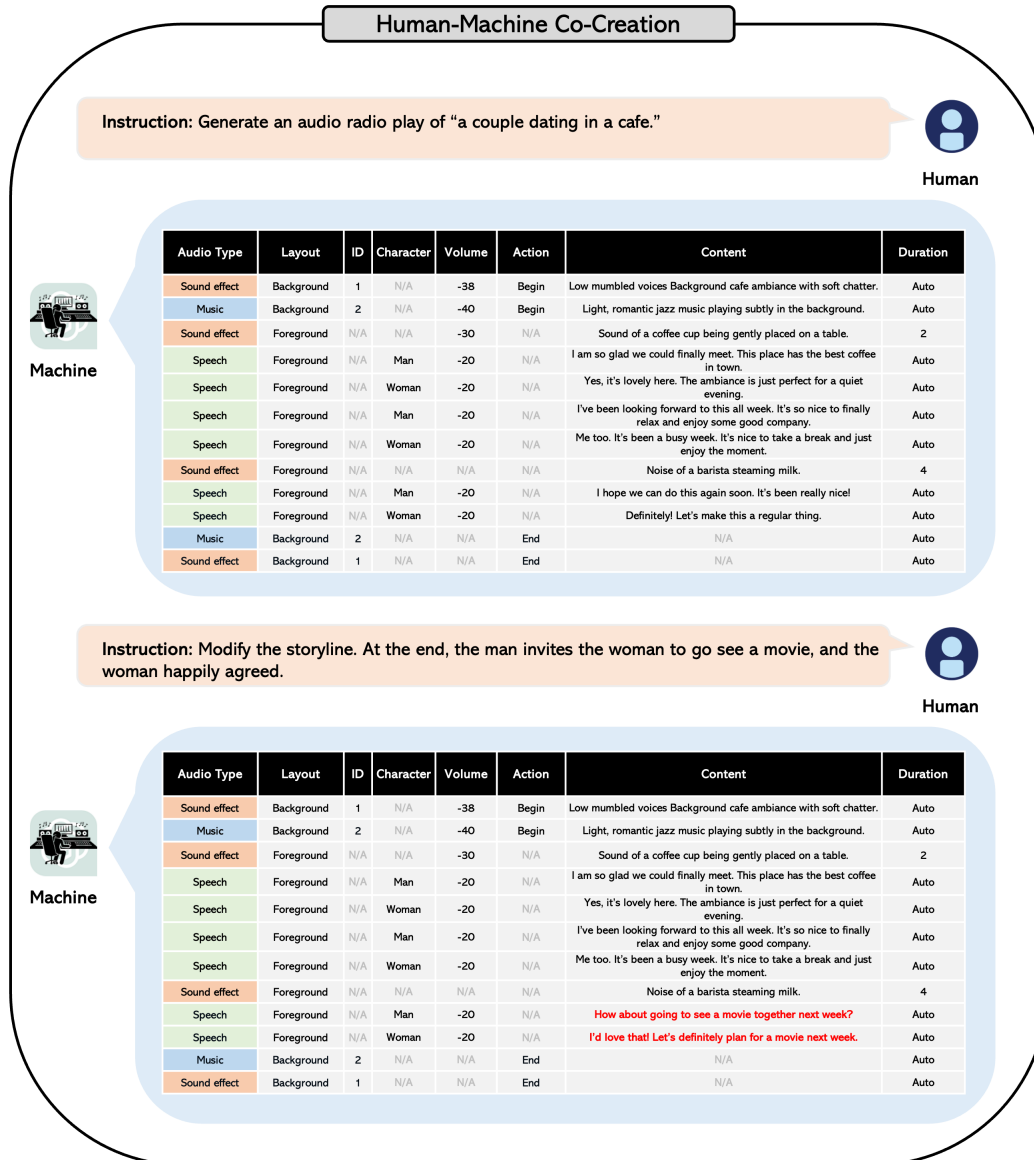 Human-Machine Co-Creation
Instruction: Generate an audio radio play of “a couple dating in a cafe.”
Human
Machine
Audio Type Layout ID Character Volume Action Content Duration
Sound effect Background 1 N/A -38 Begin Low mumbled voices Background cafe ambiance with soft chatter. Auto
Music Background 2 N/A -40 Begin Light, romantic jazz music playing subtly in the background. Auto
Sound effect Foreground N/A N/A -30 N/A Sound of a coffee cup being gently placed on a table. 2
Speech Foreground N/A Man -20 N/A I am so glad we could finally meet. This place has the best coffee
in town. Auto
Speech Foreground N/A Woman -20 N/A Yes, it’s lovely here. The ambiance is just perfect for a quiet
evening. Auto
Speech Foreground N/A Man -20 N/A I’ve been looking forward to this all week. It’s so nice to finally
relax and enjoy some good company. Auto
Speech Foreground N/A Woman -20 N/A Me too. It’s been a busy week. It’s nice to take a break and just
enjoy the moment. Auto
Sound effect Foreground N/A N/A N/A N/A Noise of a barista steaming milk. 4
Speech Foreground N/A Man -20 N/A I hope we can do this again soon. It’s been really nice! Auto
Speech Foreground N/A Woman -20 N/A Definitely! Let’s make this a regular thing. Auto
Music Background 2 N/A N/A End N/A Auto
Sound effect Background 1 N/A N/A End N/A Auto
Instruction: Modify the storyline. At the end, the man invites the woman to go see a movie, and the
woman happily agreed.
Human
Machine
Audio Type Layout ID Character Volume Action Content Duration
Sound effect Background 1 N/A -38 Begin Low mumbled voices Background cafe ambiance with soft chatter. Auto
Music Background 2 N/A -40 Begin Light, romantic jazz music playing subtly in the background. Auto
Sound effect Foreground N/A N/A -30 N/A Sound of a coffee cup being gently placed on a table. 2
Speech Foreground N/A Man -20 N/A I am so glad we could finally meet. This place has the best coffee
in town. Auto
Speech Foreground N/A Woman -20 N/A Yes, it’s lovely here. The ambiance is just perfect for a quiet
evening. Auto
Speech Foreground N/A Man -20 N/A I’ve been looking forward to this all week. It’s so nice to finally
relax and enjoy some good company. Auto
Speech Foreground N/A Woman -20 N/A Me too. It’s been a busy week. It’s nice to take a break and just
enjoy the moment. Auto
Sound effect Foreground N/A N/A N/A N/A Noise of a barista steaming milk. 4
Speech Foreground N/A Man -20 N/A How about going to see a movie together next week? Auto
Speech Foreground N/A Woman -20 N/A I’d love that! Let’s definitely plan for a movie next week. Auto
Music Background 2 N/A N/A End N/A Auto
Sound effect Background 1 N/A N/A End N/A Auto